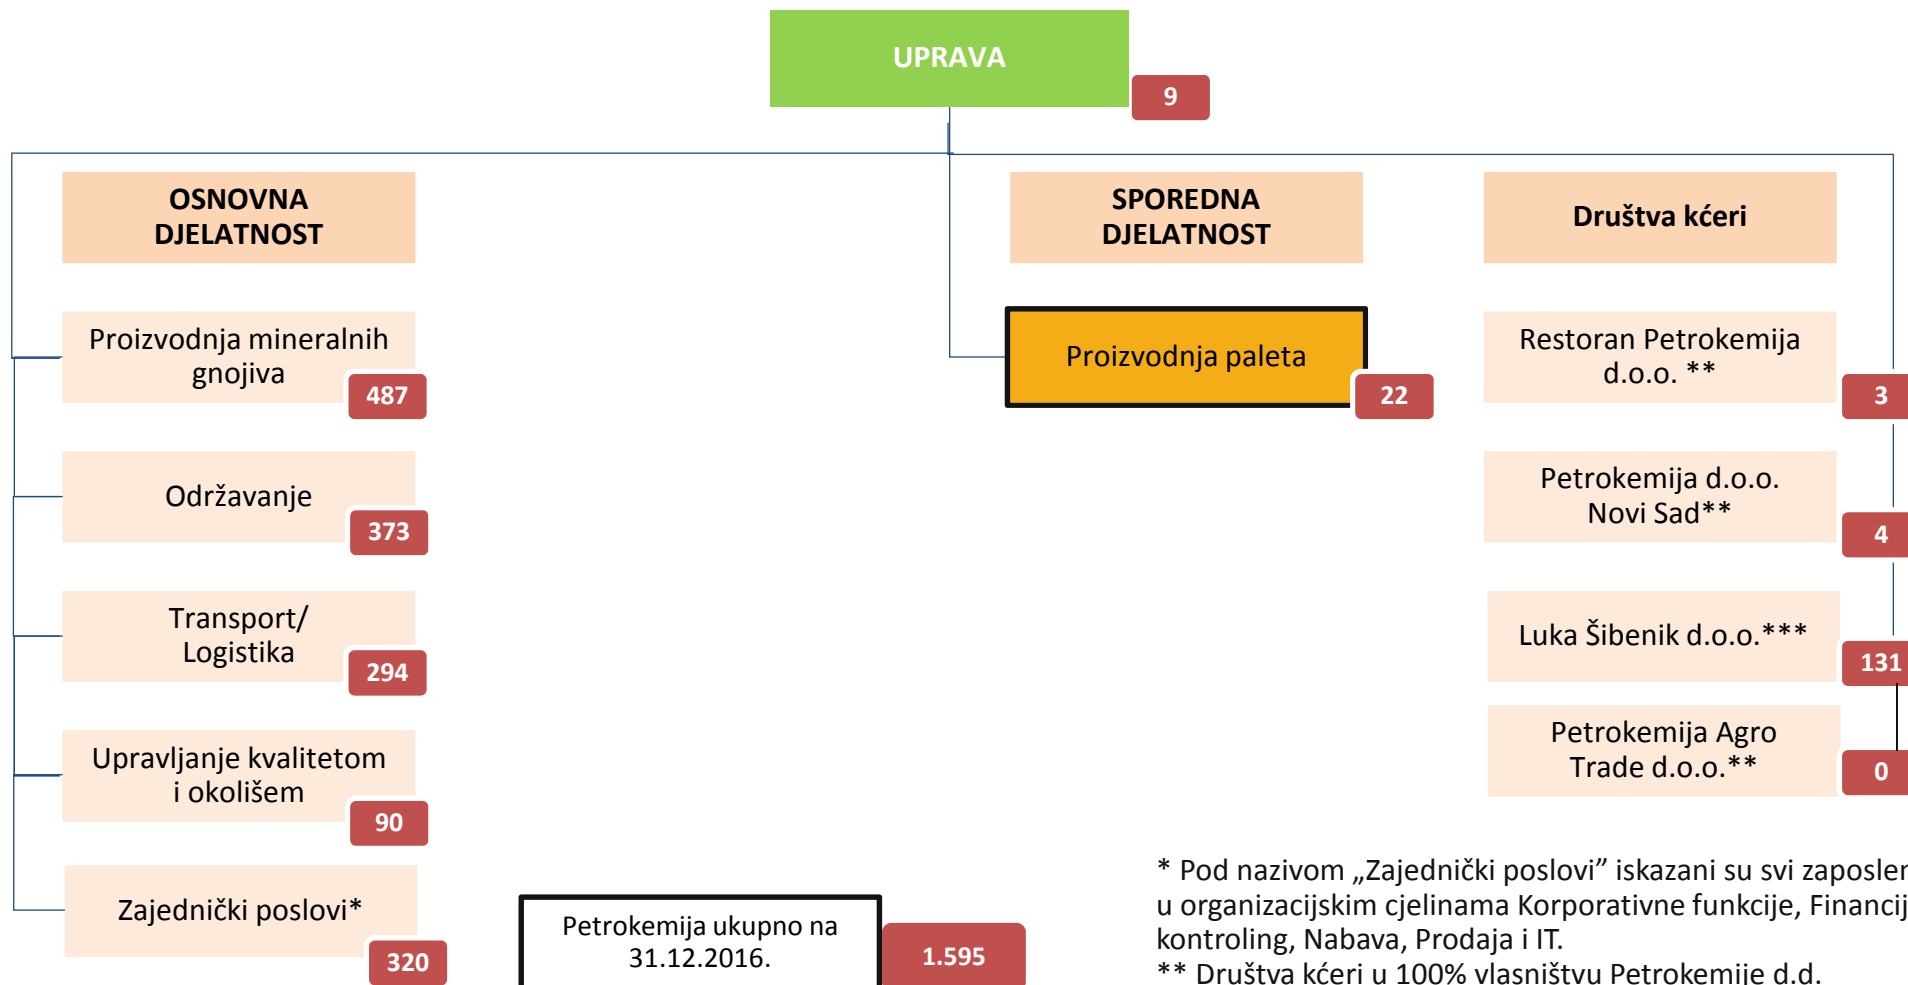 UPRAVA
9
OSNOVNA
DJELATNOST
Proizvodnja mineralnih
gnojiva
487
Održavanje
373
Transport/
Logistika
294
Upravljanje kvalitetom
i okolišem
90
Zajednički poslovi*
320
Petrokemija ukupno na
31.12.2016.
1.595
SPOREDNA
DJELATNOST
Proizvodnja paleta
22
Društva kćeri
Restoran Petrokemija
d.o.o. **
3
Petrokemija d.o.o.
Novi Sad**
4
Luka Šibenik d.o.o.***
131
Petrokemija Agro
Trade d.o.o.**
0
* Pod nazivom „Zajednički poslovi” iskazani su svi
u organizacijskim cjelinama Korporativne funkcije,
kontroling, Nabava, Prodaja i IT.
** Društva kćeri u 100% vlasništvu Petrokemije d.d.